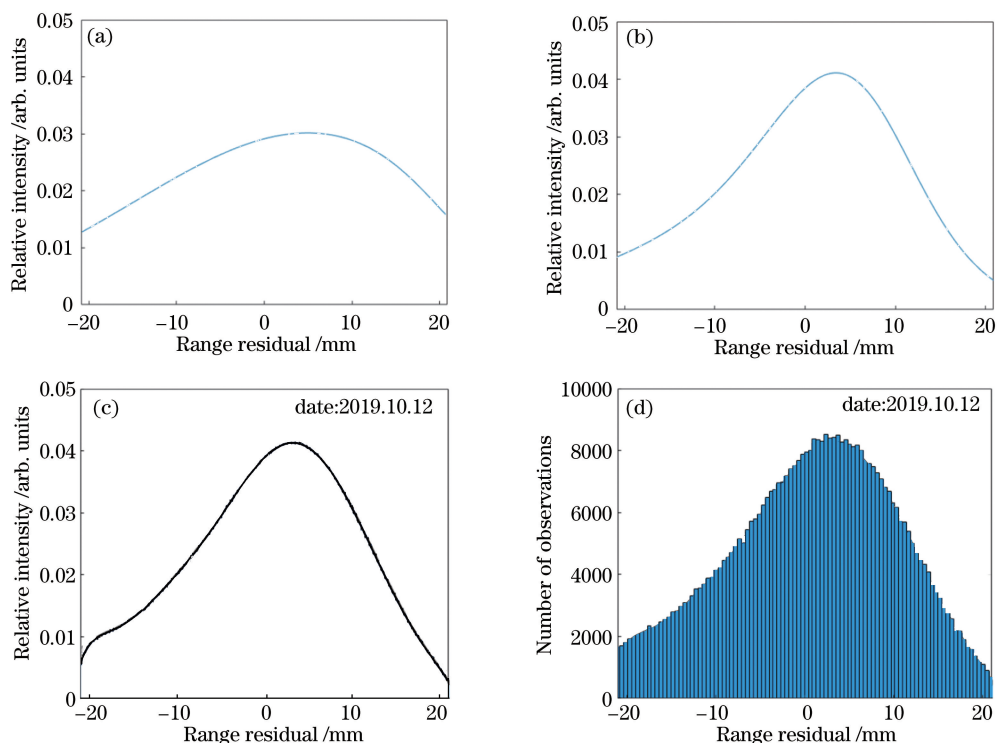 (a)
0.05
0.04
0.03
0.02
0.01
0
Relative intensity /arb. units
−20 −10 0 10 20
Range residual /mm
(b)
0.05
0.04
0.03
0.02
0.01
0
Relative intensity /arb. units
−20 −10 0 10 20
Range residual /mm
(c)
date:2019.10.12
0.05
0.04
0.03
0.02
0.01
0
Relative intensity /arb. units
−20 −10 0 10 20
Range residual /mm
(d)
date:2019.10.12
10000
8000
6000
4000
2000
0
Number of observations
−20 −10 0 10 20
Range residual /mm